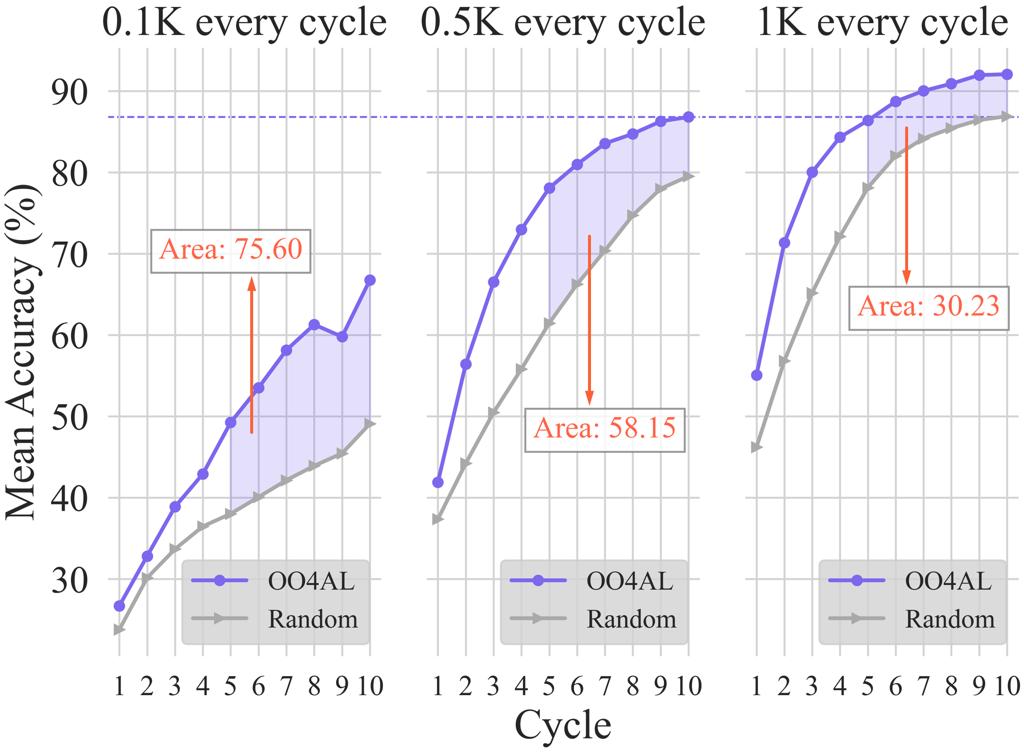 0.1K every cycle
0.5K every cycle
1K every cycle
Mean Accuracy (%)
90
80
70
60
50
40
30
Area: 75.60
Area: 58.15
Area: 30.23
OO4AL
Random
OO4AL
Random
OO4AL
Random
1 2 3 4 5 6 7 8 9 10
1 2 3 4 5 6 7 8 9 10
1 2 3 4 5 6 7 8 9 10
Cycle